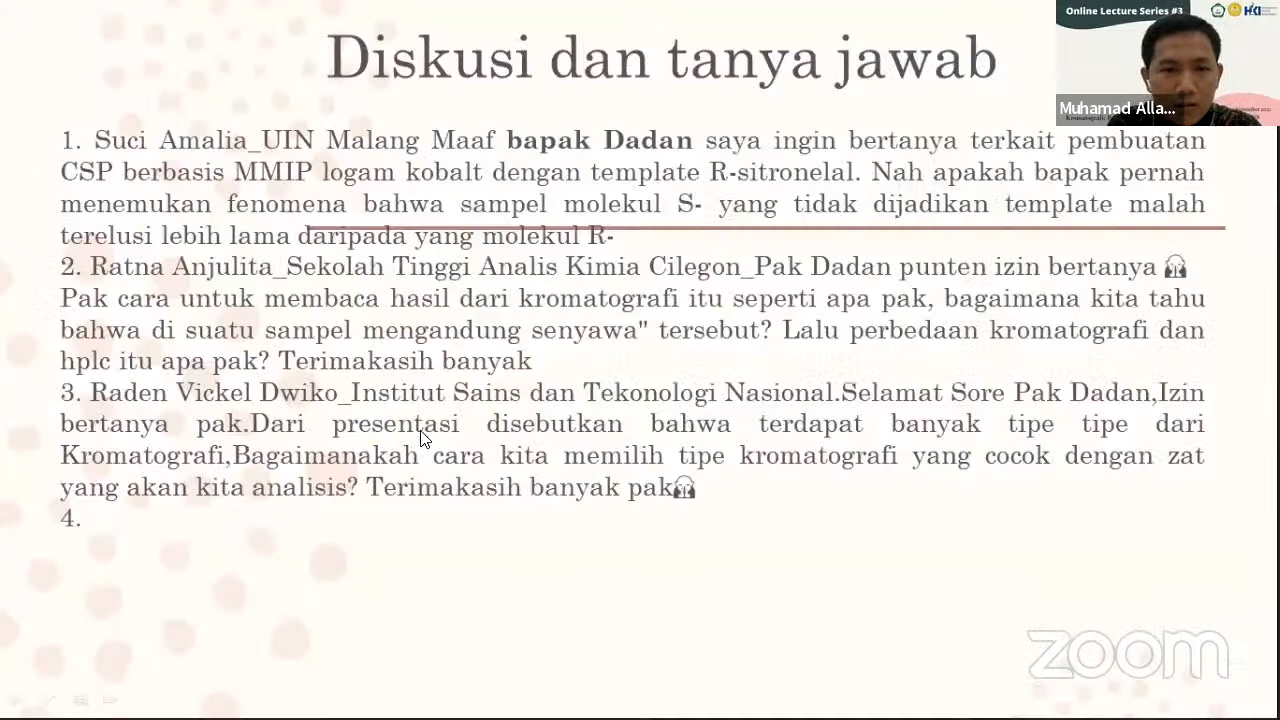 Online Lecture Series #3
Diskusi dan tanya jawab
Muhamad Alla...
1. Suci Amalia_UIN Malang Maaf bapak Dadan saya ingin bertanya terkait pembuatan
CSP berbasis MMIP logam kobalt dengan template R-sitronelal. Nah apakah bapak pernah
menemukan fenomena bahwa sampel molekul S- yang tidak dijadikan template malah
terelusi lebih lama daripada yang molekul R-
2. Ratna Anjulita_Sekolah Tinggi Analis Kimia Cilegon_Pak Dadan punten izin bertanya
Pak cara untuk membaca hasil dari kromatografi itu seperti apa pak, bagaimana kita tahu
bahwa di suatu sampel mengandung senyawa" tersebut? Lalu perbedaan kromatografi dan
hplc itu apa pak? Terimakasih banyak
3. Raden Vickel Dwiko_Institut Sains dan Tekonologi Nasional.Selamat Sore Pak Dadan,Izin
bertanya pak.Dari presentasi disebutkan bahwa terdapat banyak tipe tipe dari
Kromatografi,Bagaimanakah cara kita memilih tipe kromatografi yang cocok dengan zat
yang akan kita analisis? Terimakasih banyak pak
4.
zoom